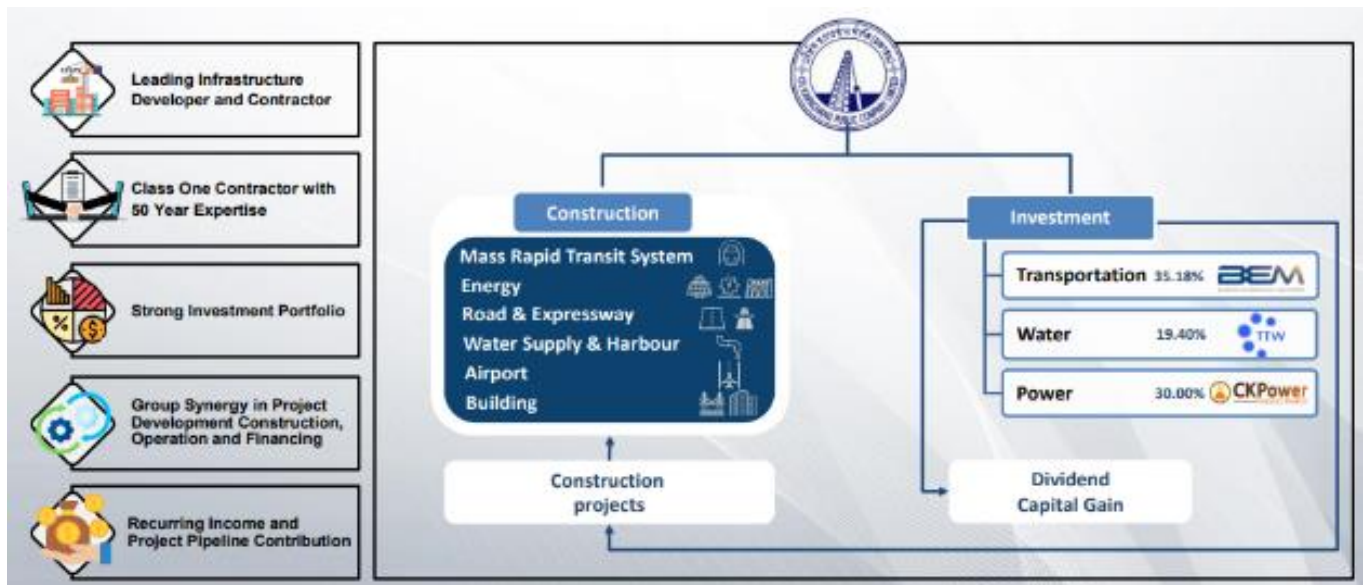 Leading Infrastructure
Developer and Contractor
Class One Contractor with
50 Year Expertise
Strong Investment Portfolio
Group Synergy in Project
Development Construction,
Operation and Financing
Recurring Income and
Project Pipeline Contribution
Construction
Mass Rapid Transit System
Energy
Road & Expressway
Water Supply & Harbour
Airport
Building
Construction
projects
Investment
Transportation 35.18% BEM
Water 19.40% TTW
Power 30.00% CKPower
Dividend
Capital Gain